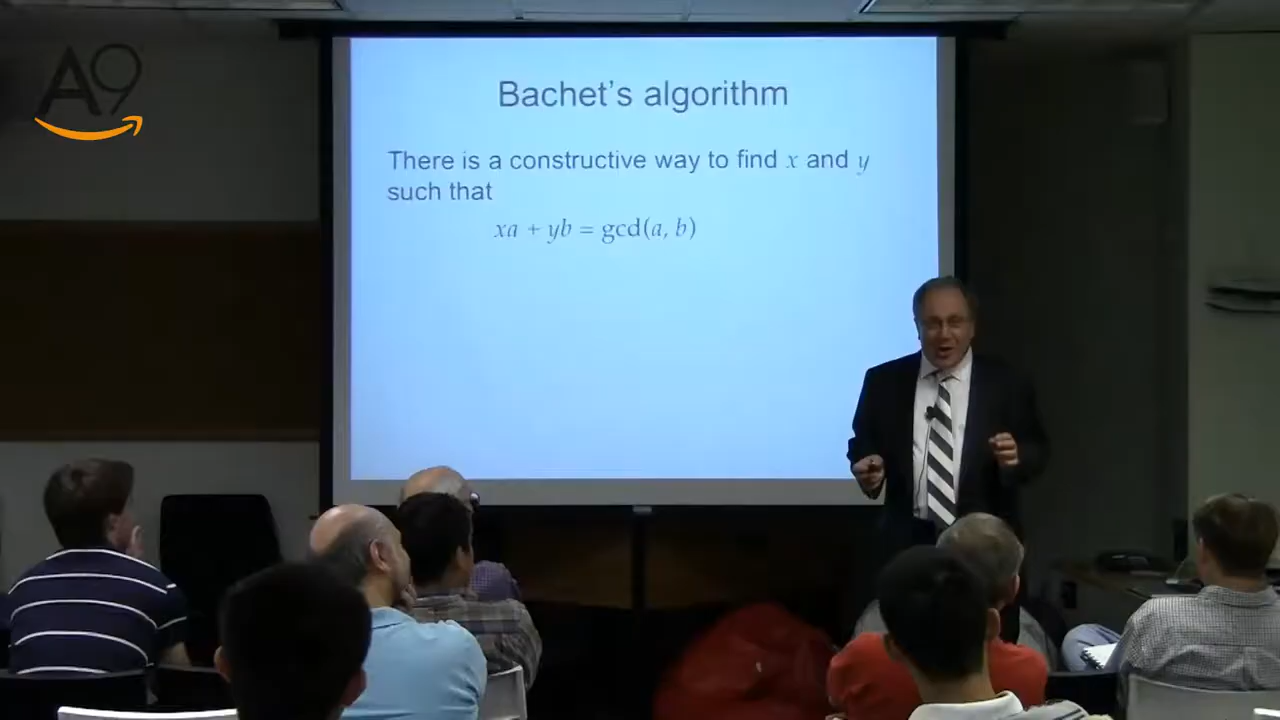 A9
Bachet's algorithm
There is a constructive way to find x and y
such that
xa + yb = gcd(a, b)